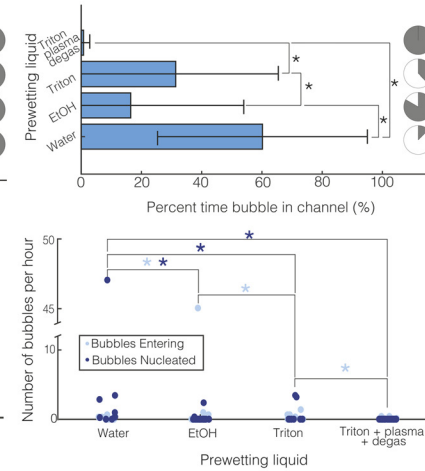 Prewetting liquid
Triton
plasma
degas
Triton
EtOH
Water
*
*
*
*
0
20
40
60
80
100
Percent time bubble in channel (%)
Number of bubbles per hour
50
45
10
0
*
*
* *
*
*
Bubbles Entering
Bubbles Nucleated
Water
EtOH
Triton
Triton + plasma
+ degas
Prewetting liquid